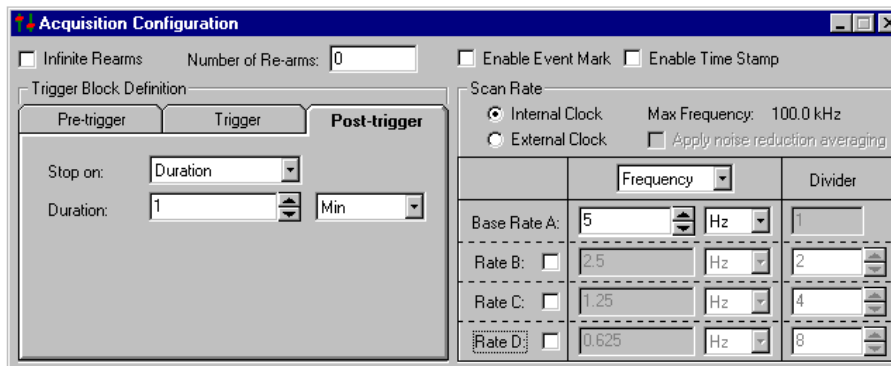 Acquisition Configuration
Infinite Rearms
Number of Re-arms: 0
Enable Event Mark
Enable Time Stamp
Trigger Block Definition
Pre-trigger
Trigger
Post-trigger
Stop on: Duration
Duration: 1 Min
Scan Rate
Internal Clock
Max Frequency: 100.0 kHz
External Clock
Apply noise reduction averaging
Frequency
Divider
Base Rate A: 5 Hz 1
Rate B: 2.5 Hz 2
Rate C: 1.25 Hz 4
Rate D: 0.625 Hz 8